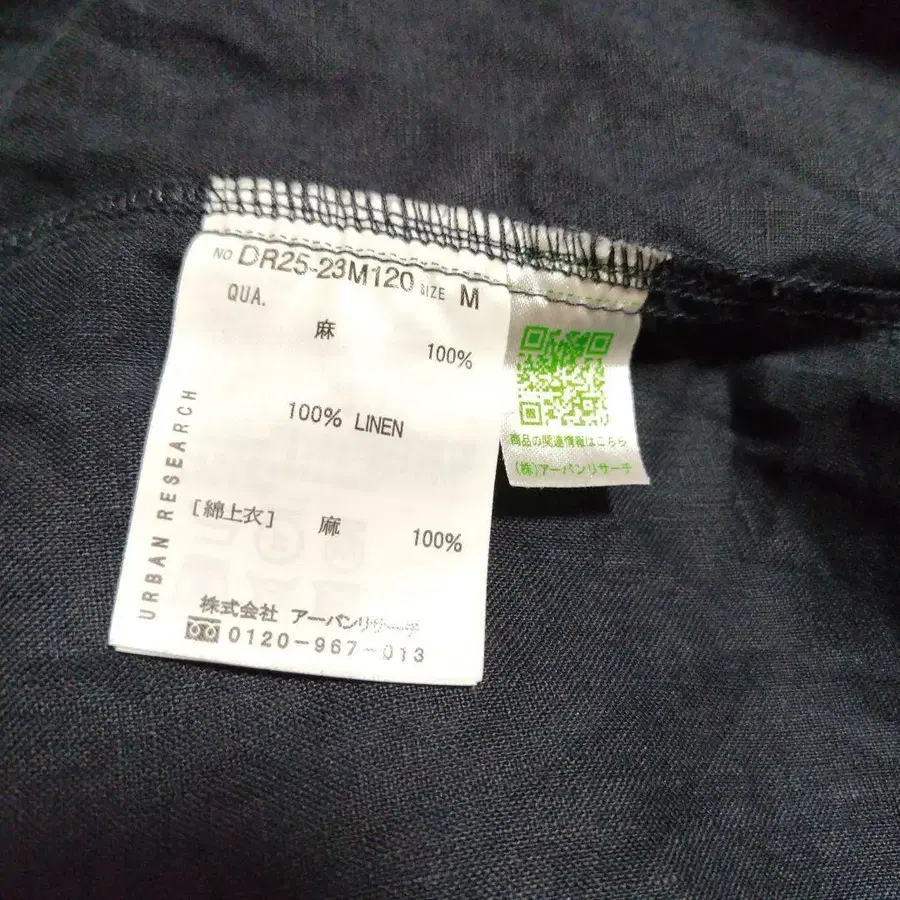 NO DR25-23M120 SIZE M
QUA.
麻 100%
100% LINEN
[綿上衣] 麻 100%
URBAN RESEARCH
株式会社 アーバンリサーチ
0120-967-013
商品の関連情報はこちら
(株)アーバンリサーチ